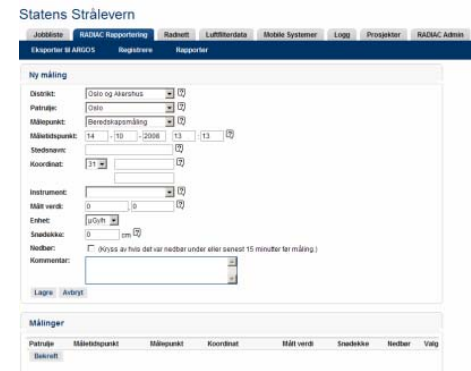 Statens Strålevern
Jobbliste RADIAC Rapportering Radnett Luftfilterdata Mobile Systemer Logg Prosjekter RADIAC Admin
Eksporter til ARGOS Registrere Rapporter
Ny måling
Distrikt: Oslo og Akershus
Patrulje: Oslo
Målepunkt: Beredskapsmåling
Måletidspunkt: 14 - 10 - 2006 13 : 13
Stedsnavn:
Koordinat: 31
Instrument:
Målt verdi: 0 , 0
Enhet: µGy/h
Snødekke: 0 cm
Nedbør: (Kryss av hvis det var nedbør under eller senest 15 minutter før måling.)
Kommentar:
Lagre Avbryt
Målinger
Patrulje Måletidspunkt Målepunkt Koordinat Målt verdi Snødekke Nedbør Valg
Bekreft